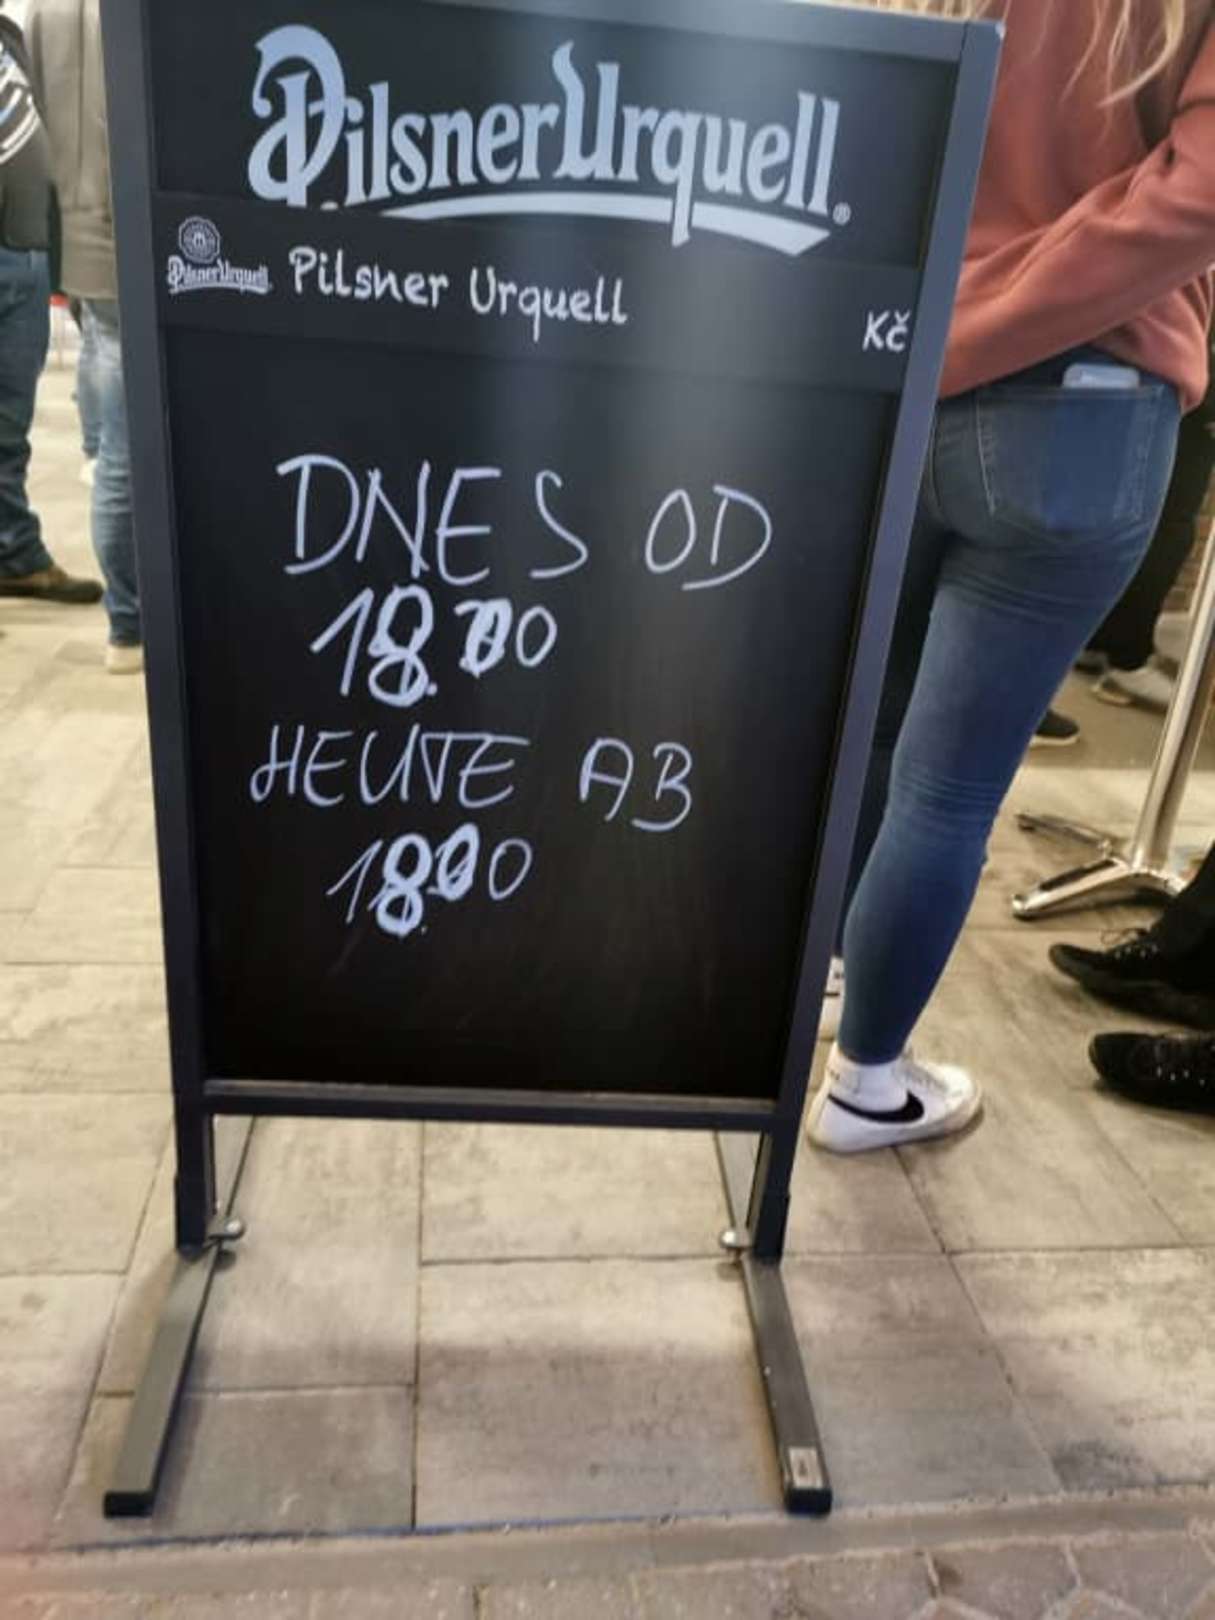 Pilsner Urquell®
Pilsner Urquell Pilsner Urquell
Kč
DNES OD
18.00
HEUTE AB
18.00